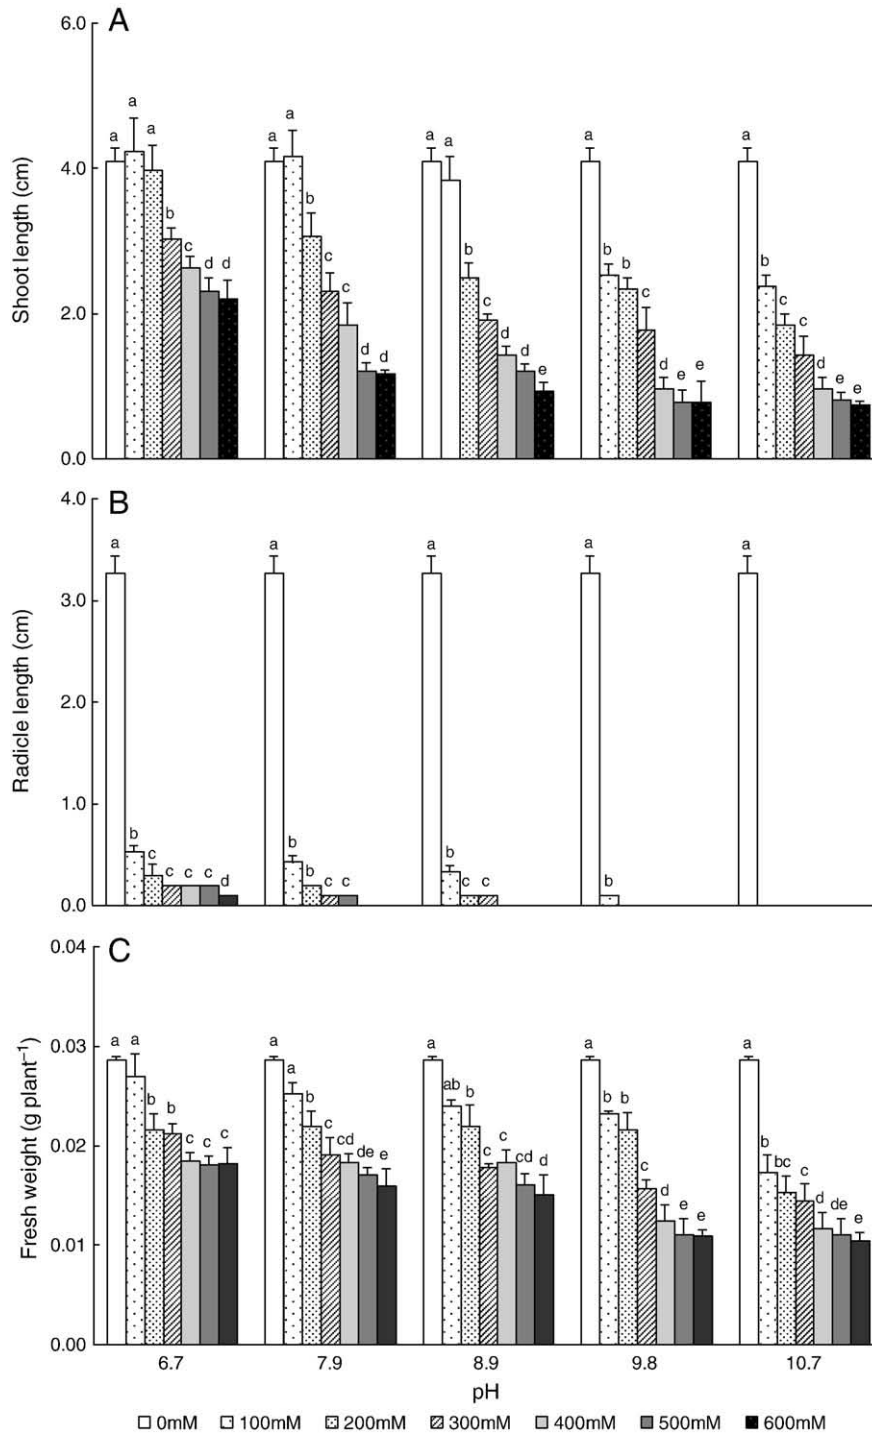 A
Shoot length (cm)
6.0
4.0
2.0
0.0
a a a b c d d
a a b c c d d
a a b c d d e
a b b c d e e
a b c c d e e
B
Radicle length (cm)
4.0
3.0
2.0
1.0
0.0
a b c c c c d
a b b c c
a b c c
a b
a
C
Fresh weight (g plant⁻¹)
0.04
0.03
0.02
0.01
0.00
a a b b c c c
a a b c cd de e
a ab b c c cd d
a b b c d e e
a b bc c d de e
6.7 7.9 8.9 9.8 10.7
pH
0mM 100mM 200mM 300mM 400mM 500mM 600mM